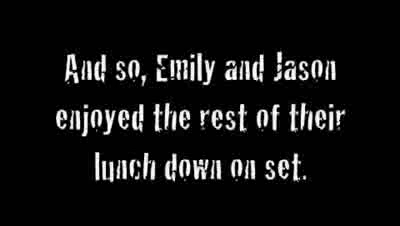 And so, Emily and Jason
enjoyed the rest of their
lunch down on set.